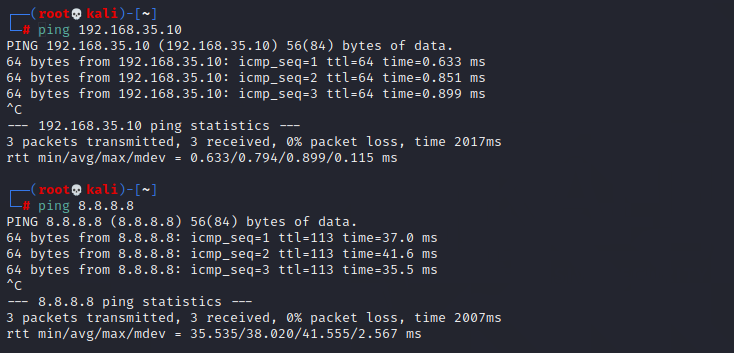 ┌──(root💀kali)-[~]
└─# ping 192.168.35.10
PING 192.168.35.10 (192.168.35.10) 56(84) bytes of data.
64 bytes from 192.168.35.10: icmp_seq=1 ttl=64 time=0.633 ms
64 bytes from 192.168.35.10: icmp_seq=2 ttl=64 time=0.851 ms
64 bytes from 192.168.35.10: icmp_seq=3 ttl=64 time=0.899 ms
^C
--- 192.168.35.10 ping statistics ---
3 packets transmitted, 3 received, 0% packet loss, time 2017ms
rtt min/avg/max/mdev = 0.633/0.794/0.899/0.115 ms
┌──(root💀kali)-[~]
└─# ping 8.8.8.8
PING 8.8.8.8 (8.8.8.8) 56(84) bytes of data.
64 bytes from 8.8.8.8: icmp_seq=1 ttl=113 time=37.0 ms
64 bytes from 8.8.8.8: icmp_seq=2 ttl=113 time=41.6 ms
64 bytes from 8.8.8.8: icmp_seq=3 ttl=113 time=35.5 ms
^C
--- 8.8.8.8 ping statistics ---
3 packets transmitted, 3 received, 0% packet loss, time 2007ms
rtt min/avg/max/mdev = 35.535/38.020/41.555/2.567 ms